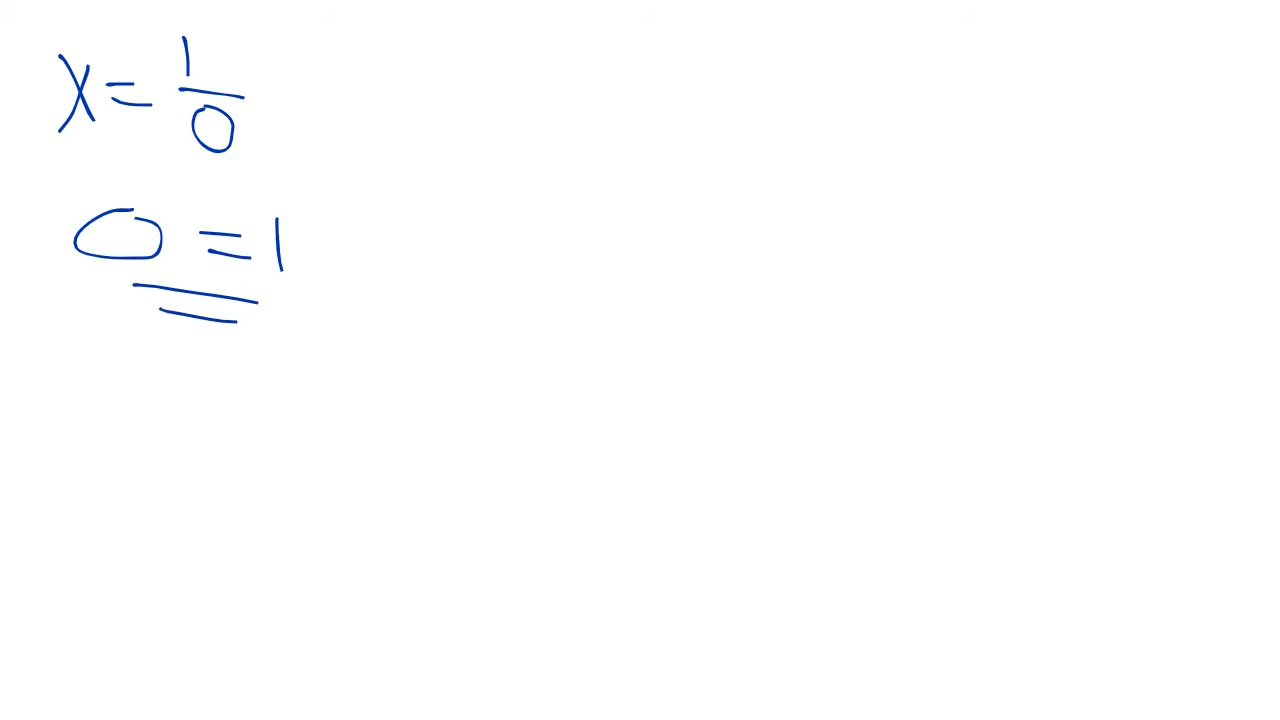 x = 1/0
0 = 1